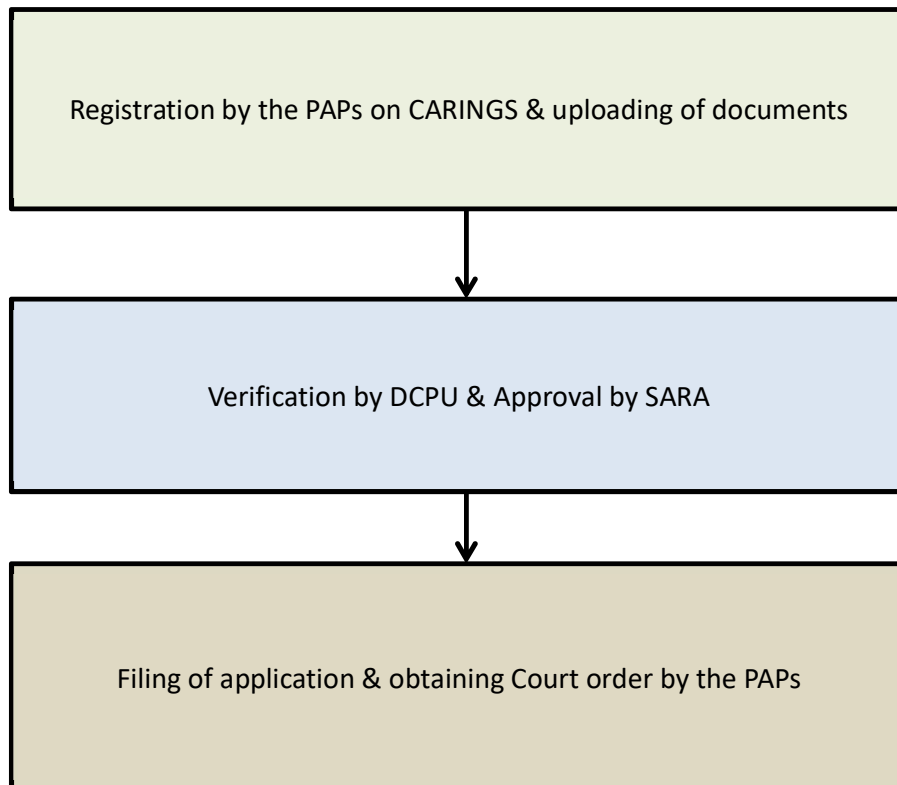 Registration by the PAPs on CARINGS & uploading of documents
Verification by DCPU & Approval by SARA
Filing of application & obtaining Court order by the PAPs